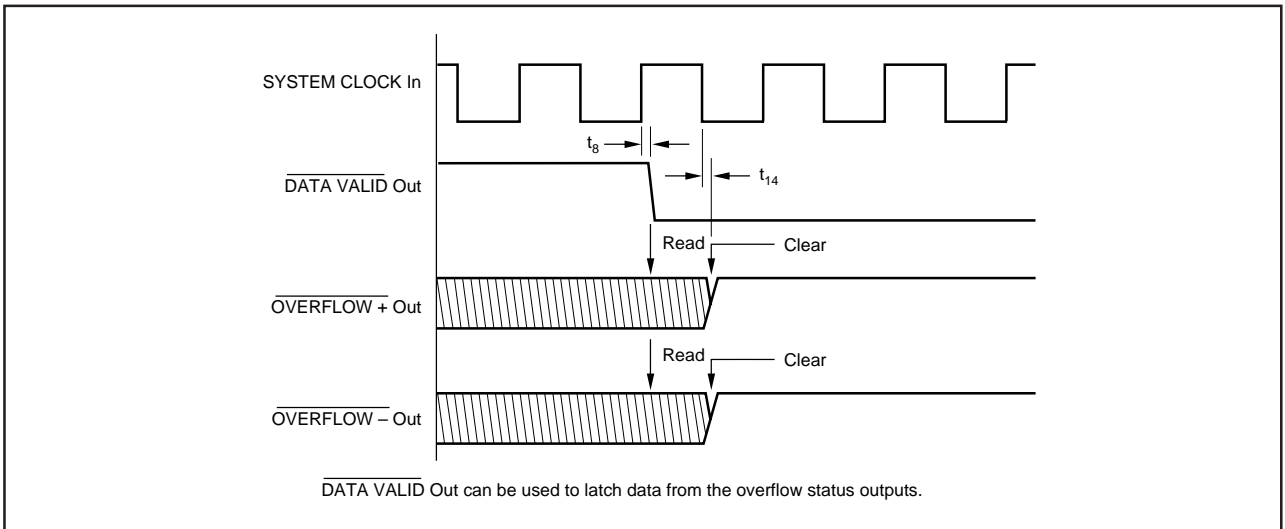 SYSTEM CLOCK In
t8
DATA VALID Out
t14
Read
Clear
OVERFLOW + Out
Read
Clear
OVERFLOW – Out
DATA VALID Out can be used to latch data from the overflow status outputs.